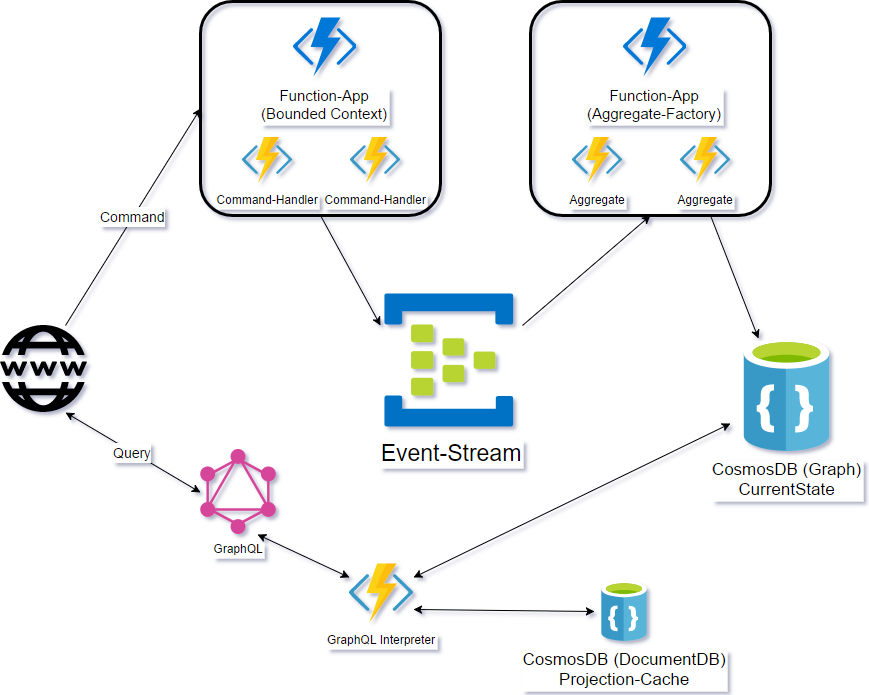 Function-App
(Bounded Context)
Command-Handler
Command-Handler
Function-App
(Aggregate-Factory)
Aggregate
Aggregate
Command
WWW
Event-Stream
Query
CosmosDB (Graph)
CurrentState
GraphQL
GraphQL Interpreter
CosmosDB (DocumentDB)
Projection-Cache